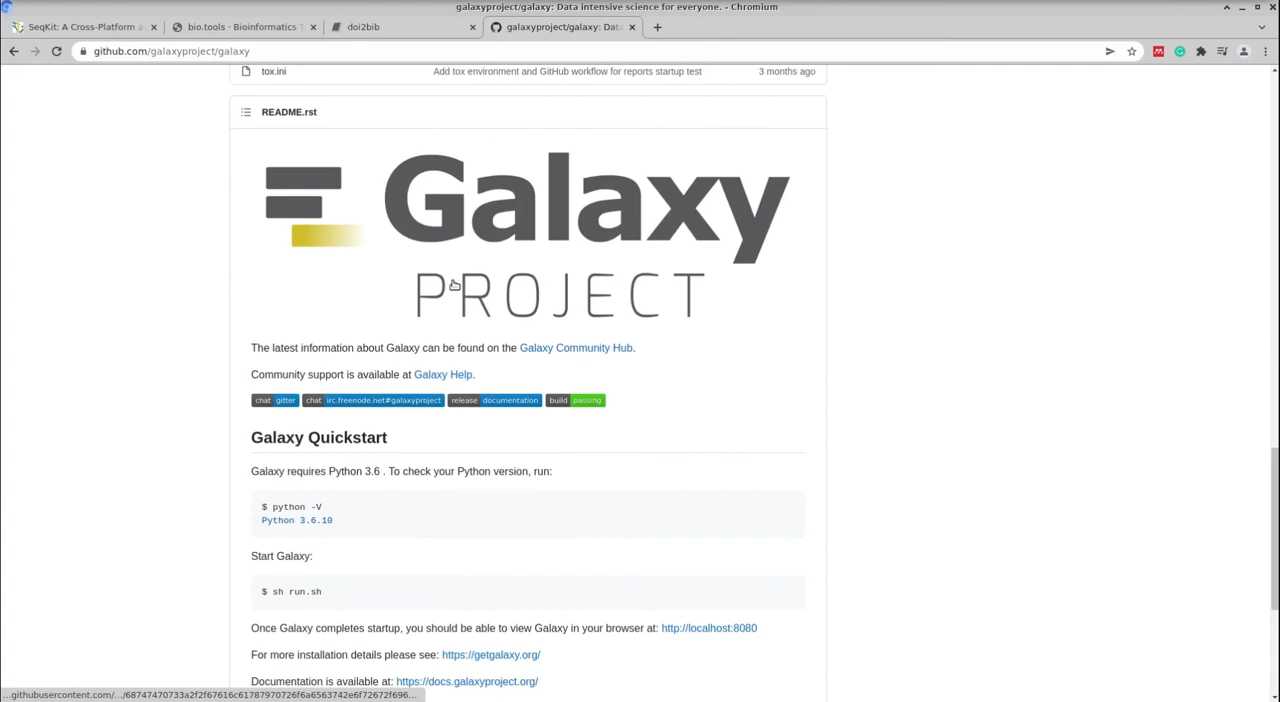 galaxyproject/galaxy: Data intensive science for everyone. - Chromium
SeqKit: A Cross-Platform a
bio.tools · Bioinformatics T
doi2bib
galaxyproject/galaxy: Dat
github.com/galaxyproject/galaxy
tox.ini Add tox environment and GitHub workflow for reports startup test 3 months ago
README.rst
Galaxy
PROJECT
The latest information about Galaxy can be found on the Galaxy Community Hub.
Community support is available at Galaxy Help.
chat gitter chat irc.freenode.net#galaxyproject release documentation build passing
Galaxy Quickstart
Galaxy requires Python 3.6 . To check your Python version, run:
$ python -V
Python 3.6.10
Start Galaxy:
$ sh run.sh
Once Galaxy completes startup, you should be able to view Galaxy in your browser at: http://localhost:8080
For more installation details please see: https://getgalaxy.org/
Documentation is available at: https://docs.galaxyproject.org/